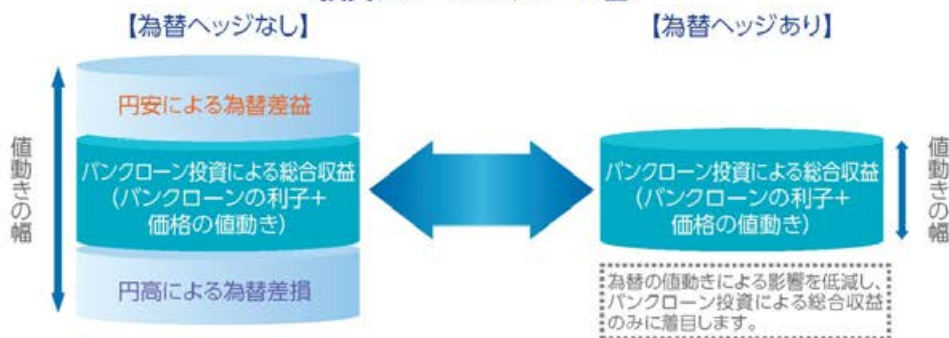 【為替ヘッジなし】
【為替ヘッジあり】
値動きの幅
円安による為替差益
バンクローン投資による総合収益
(バンクローンの利子+
価格の値動き)
円高による為替差損
バンクローン投資による総合収益
(バンクローンの利子+
価格の値動き)
値動きの幅
為替の値動きによる影響を低減し、
バンクローン投資による総合収益
のみに着目します。